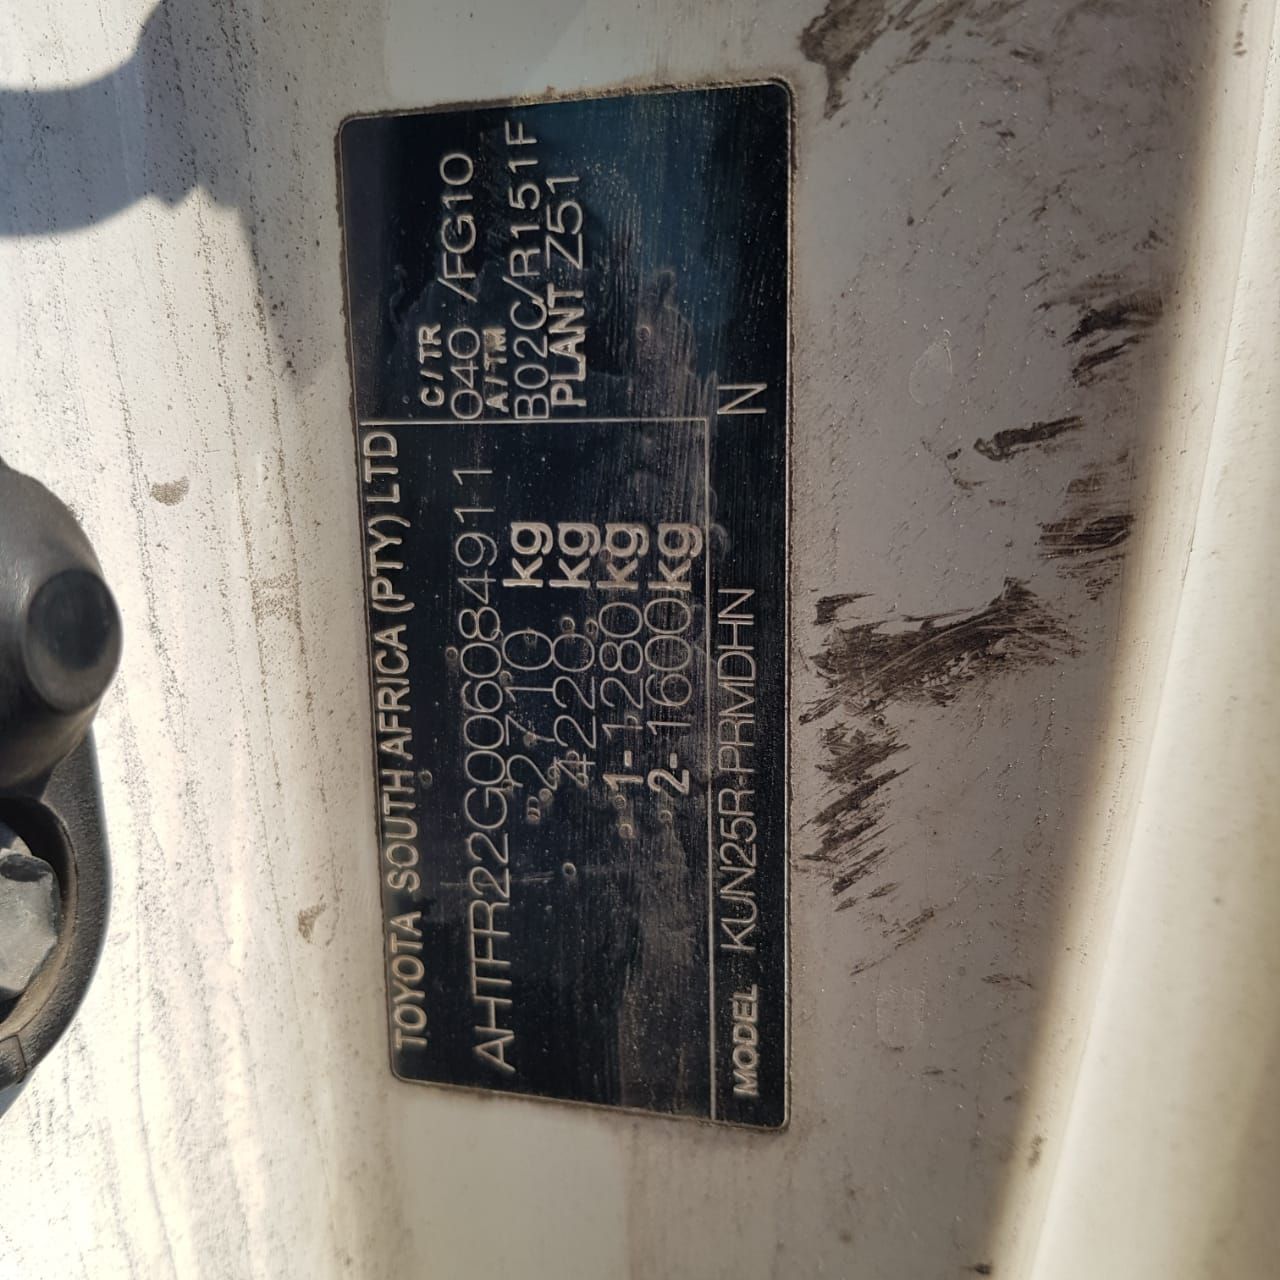 TOYOTA SOUTH AFRICA (PTY) LTD
AHTFR22G006084911
2710 kg
4220 kg
1- 1280 kg
2- 1600 kg
C/TR
040 /FG10
A/TM
B02C/R151F
PLANT Z51
MODEL KUN25R-PRMDHN N